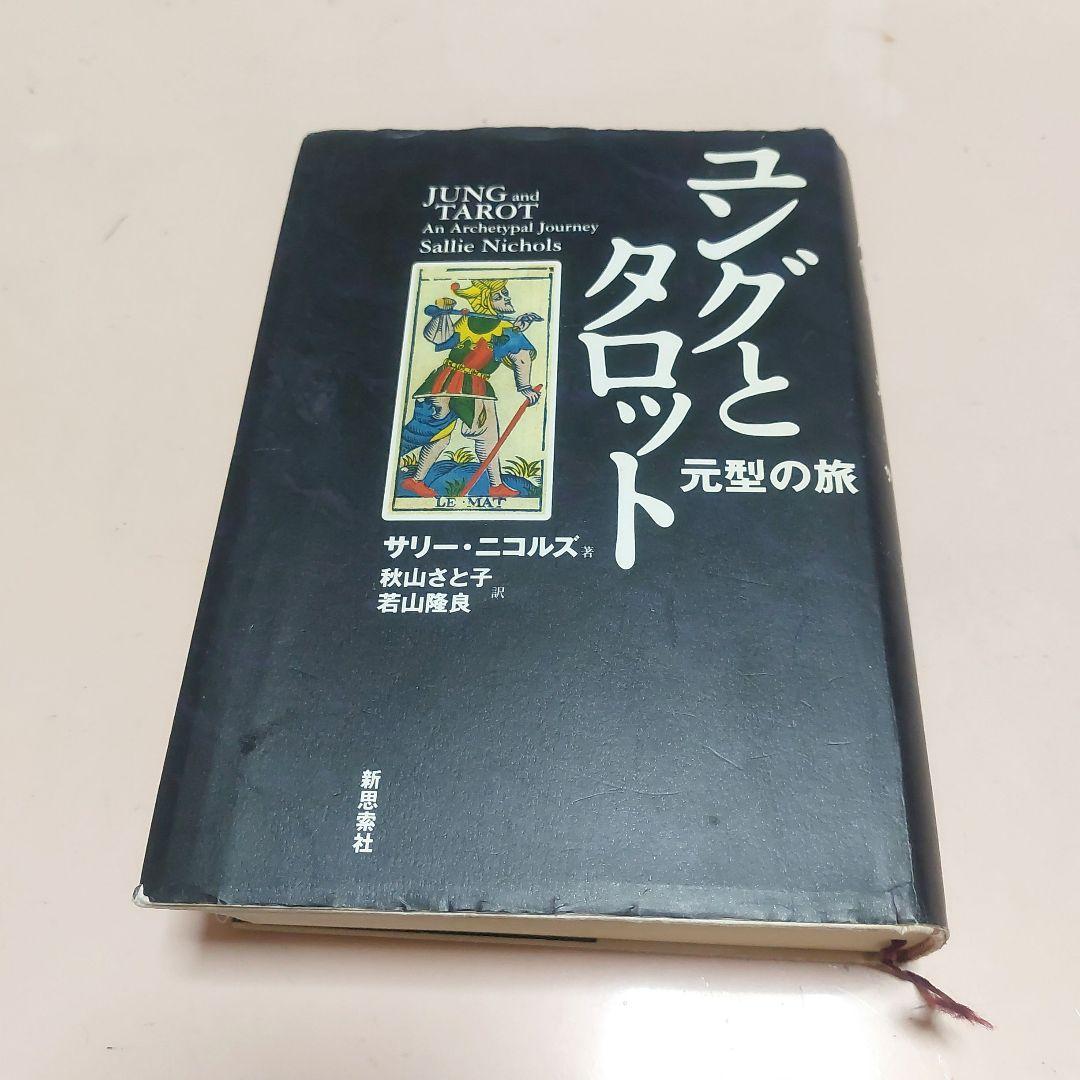 ユングと
タロット
元型の旅
JUNG and
TAROT
An Archetypal Journey
Sallie Nichols
LE·MAT
サリー・ニコルズ 著
秋山さと子
若山隆良
訳
新思索社